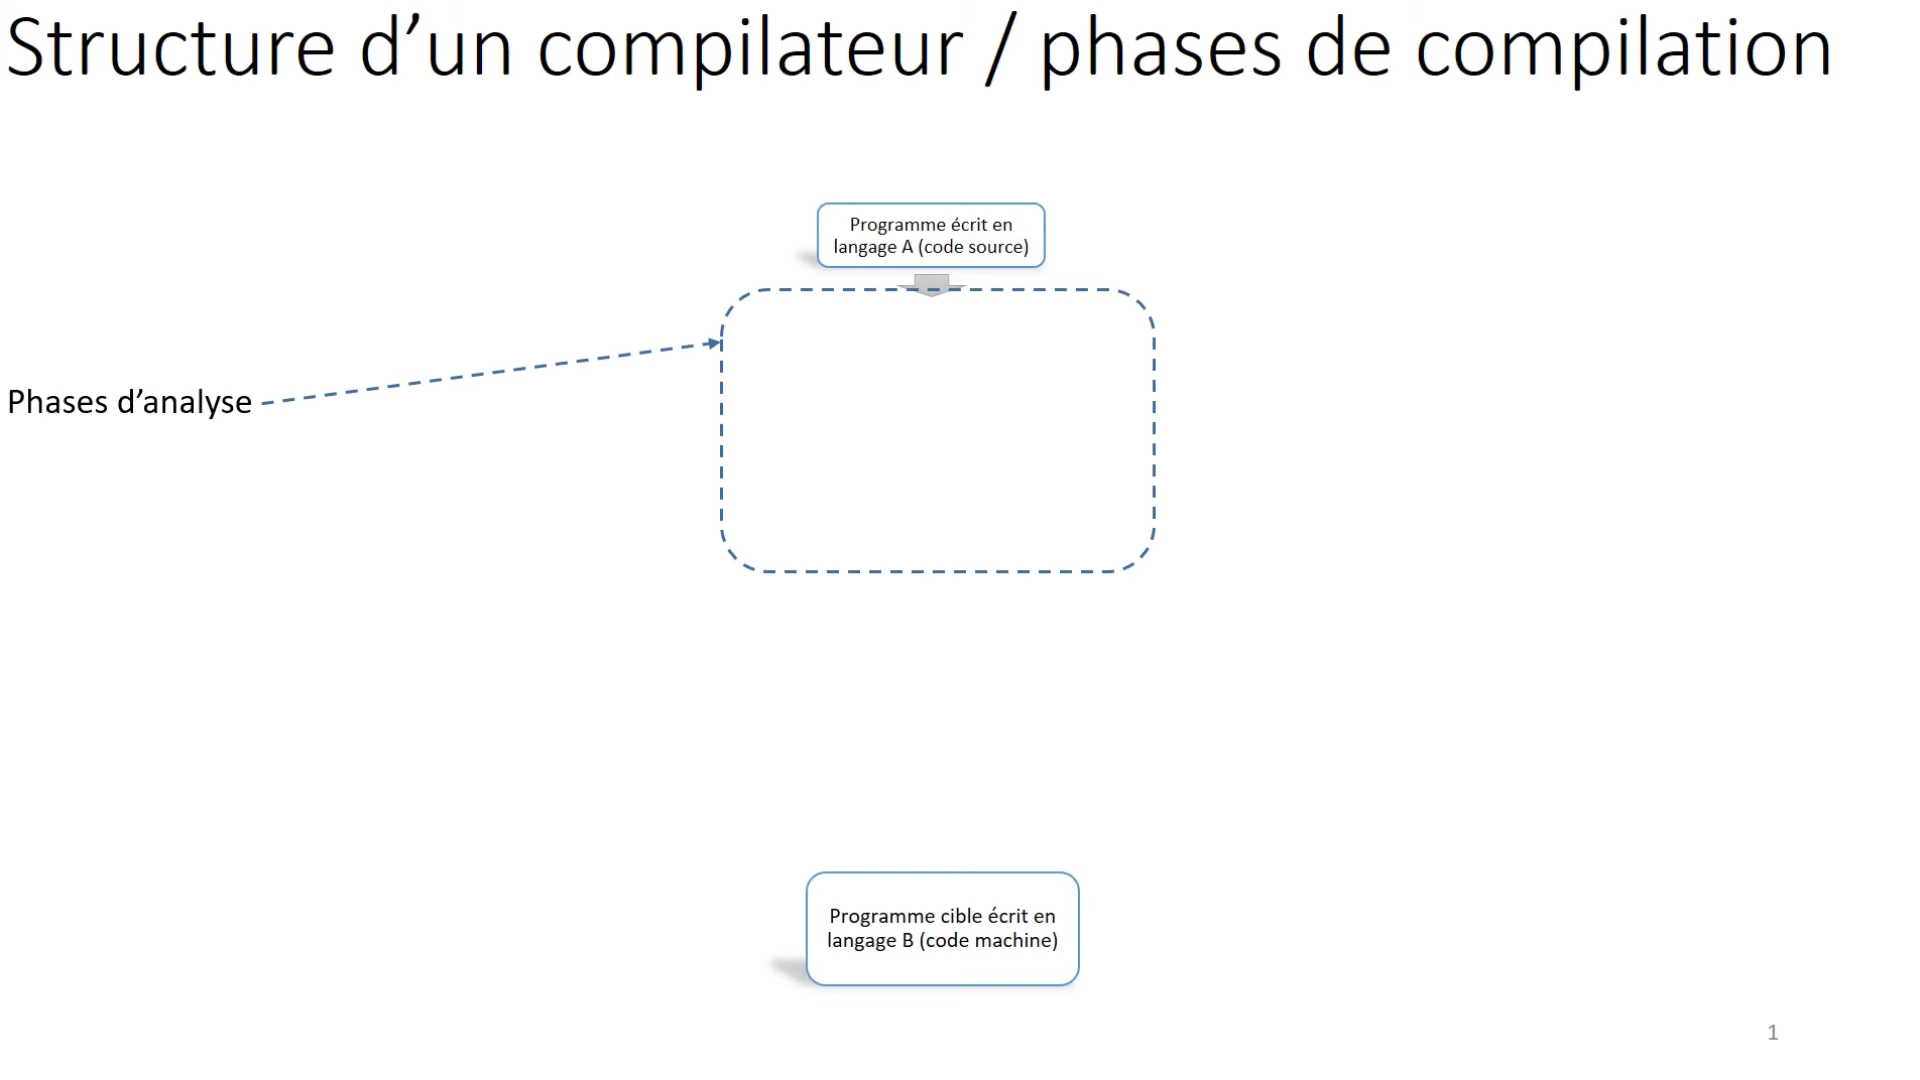 Structure d’un compilateur / phases de compilation
Programme écrit en
langage A (code source)
Phases d’analyse
Programme cible écrit en
langage B (code machine)
1